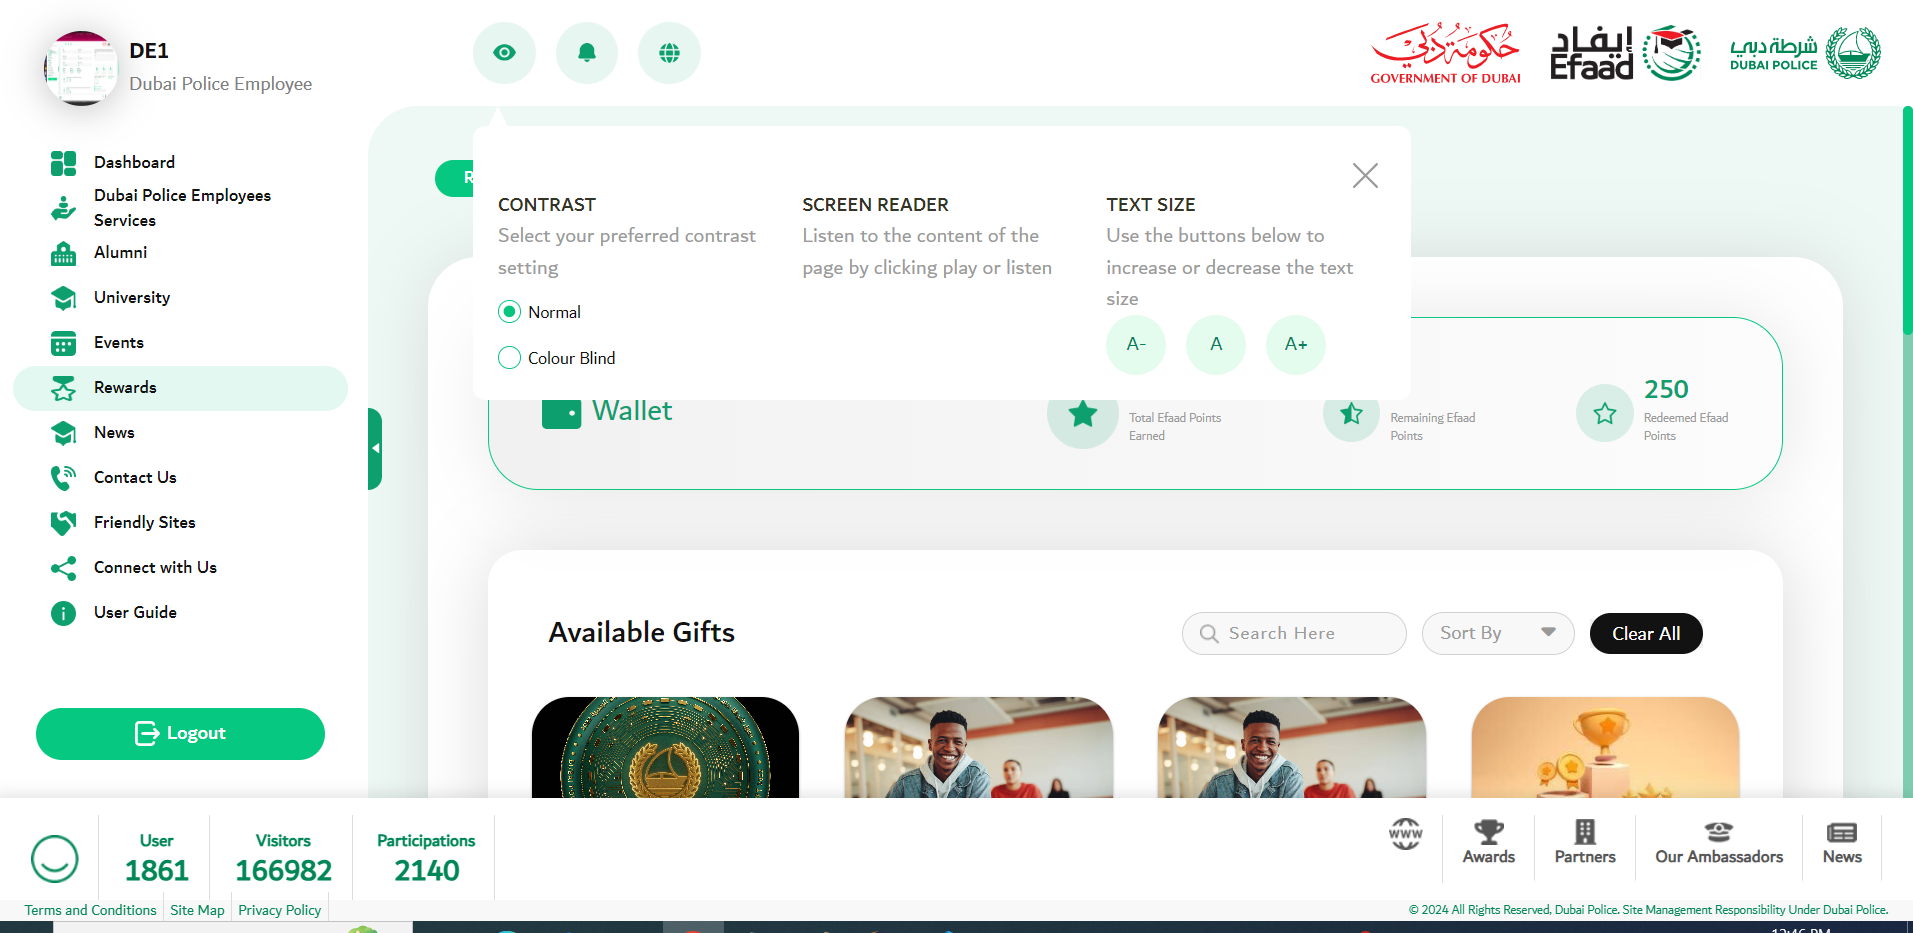 DE1
Dubai Police Employee
حكومة دبي
GOVERNMENT OF DUBAI
إيفاد
Efaad
شرطة دبي
DUBAI POLICE
Dashboard
Dubai Police Employees
Services
Alumni
University
Events
Rewards
News
Contact Us
Friendly Sites
Connect with Us
User Guide
Logout
R
CONTRAST
Select your preferred contrast
setting
Normal
Colour Blind
SCREEN READER
Listen to the content of the
page by clicking play or listen
TEXT SIZE
Use the buttons below to
increase or decrease the text
size
A- A A+
Wallet
Total Efaad Points
Earned
Remaining Efaad
Points
250
Redeemed Efaad
Points
Available Gifts
Search Here
Sort By
Clear All
User
1861
Visitors
166982
Participations
2140
WWW
Awards
Partners
Our Ambassadors
News
Terms and Conditions
Site Map
Privacy Policy
© 2024 All Rights Reserved, Dubai Police. Site Management Responsibility Under Dubai Police.